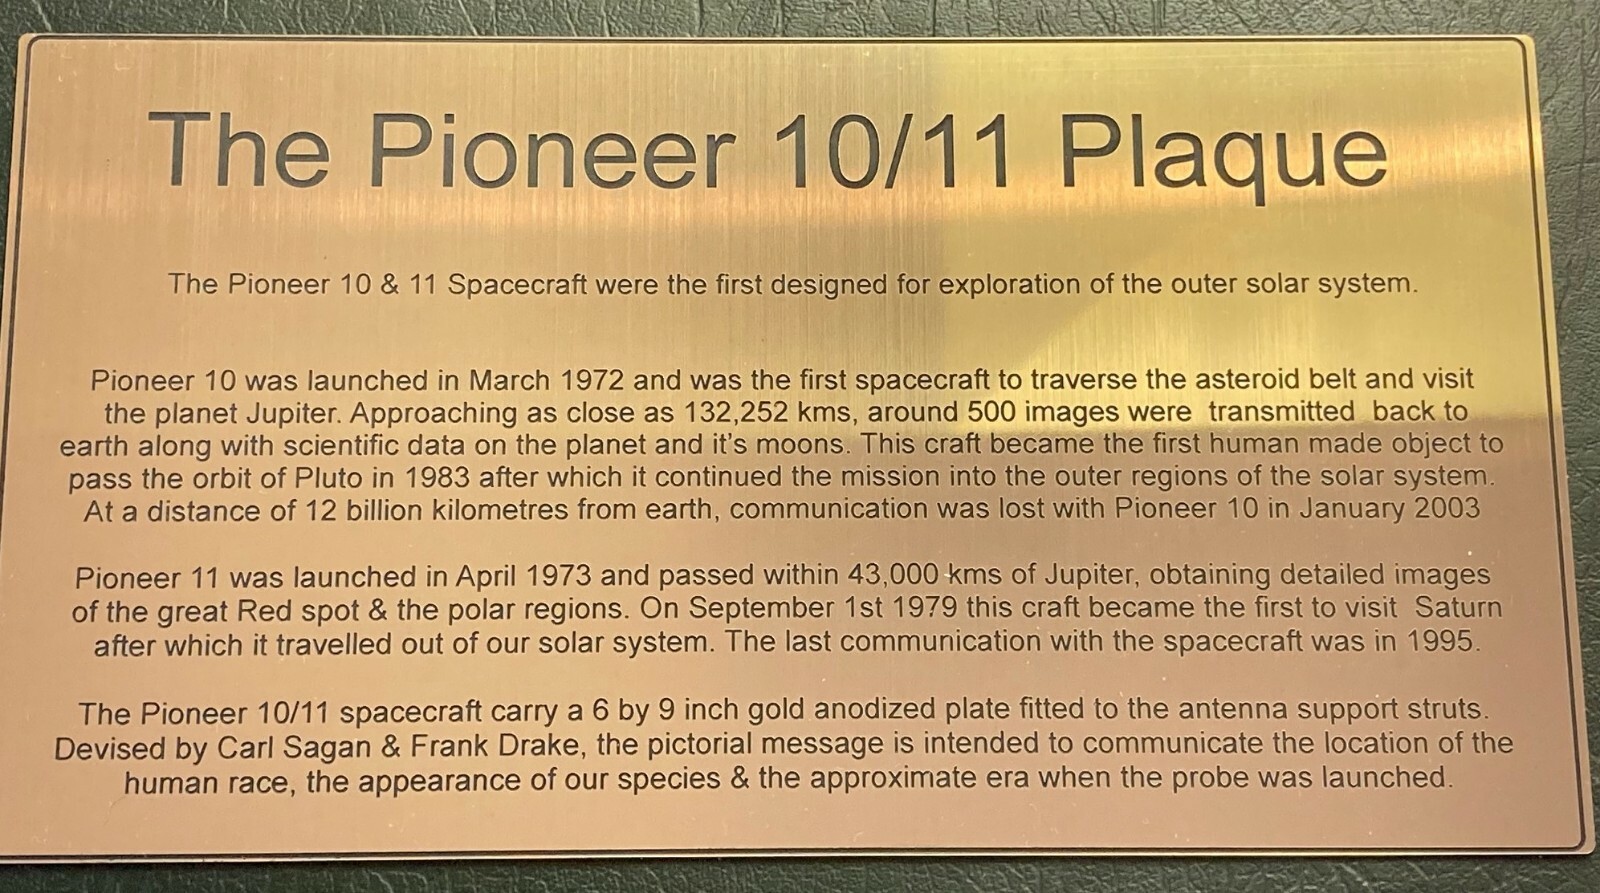 The Pioneer 10/11 Plaque
The Pioneer 10 & 11 Spacecraft were the first designed for exploration of the outer solar system.
Pioneer 10 was launched in March 1972 and was the first spacecraft to traverse the asteroid belt and visit
the planet Jupiter. Approaching as close as 132,252 kms, around 500 images were transmitted back to
earth along with scientific data on the planet and it's moons. This craft became the first human made object to
pass the orbit of Pluto in 1983 after which it continued the mission into the outer regions of the solar system.
At a distance of 12 billion kilometres from earth, communication was lost with Pioneer 10 in January 2003
Pioneer 11 was launched in April 1973 and passed within 43,000 kms of Jupiter, obtaining detailed images
of the great Red spot & the polar regions. On September 1st 1979 this craft became the first to visit Saturn
after which it travelled out of our solar system. The last communication with the spacecraft was in 1995.
The Pioneer 10/11 spacecraft carry a 6 by 9 inch gold anodized plate fitted to the antenna support struts.
Devised by Carl Sagan & Frank Drake, the pictorial message is intended to communicate the location of the
human race, the appearance of our species & the approximate era when the probe was launched.